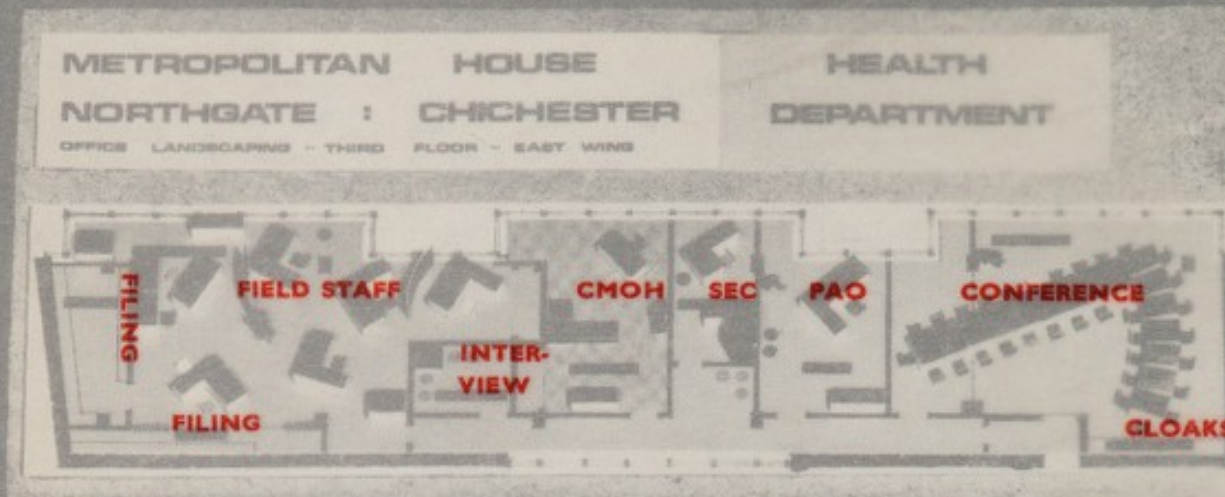 METROPOLITAN HOUSE
NORTHGATE : CHICHESTER
OFFICE LANDSCAPING - THIRD FLOOR - EAST WING
HEALTH
DEPARTMENT
FILING
FIELD STAFF
CMOH
SEC
PAO
CONFERENCE
INTER-
VIEW
FILING
CLOAKS